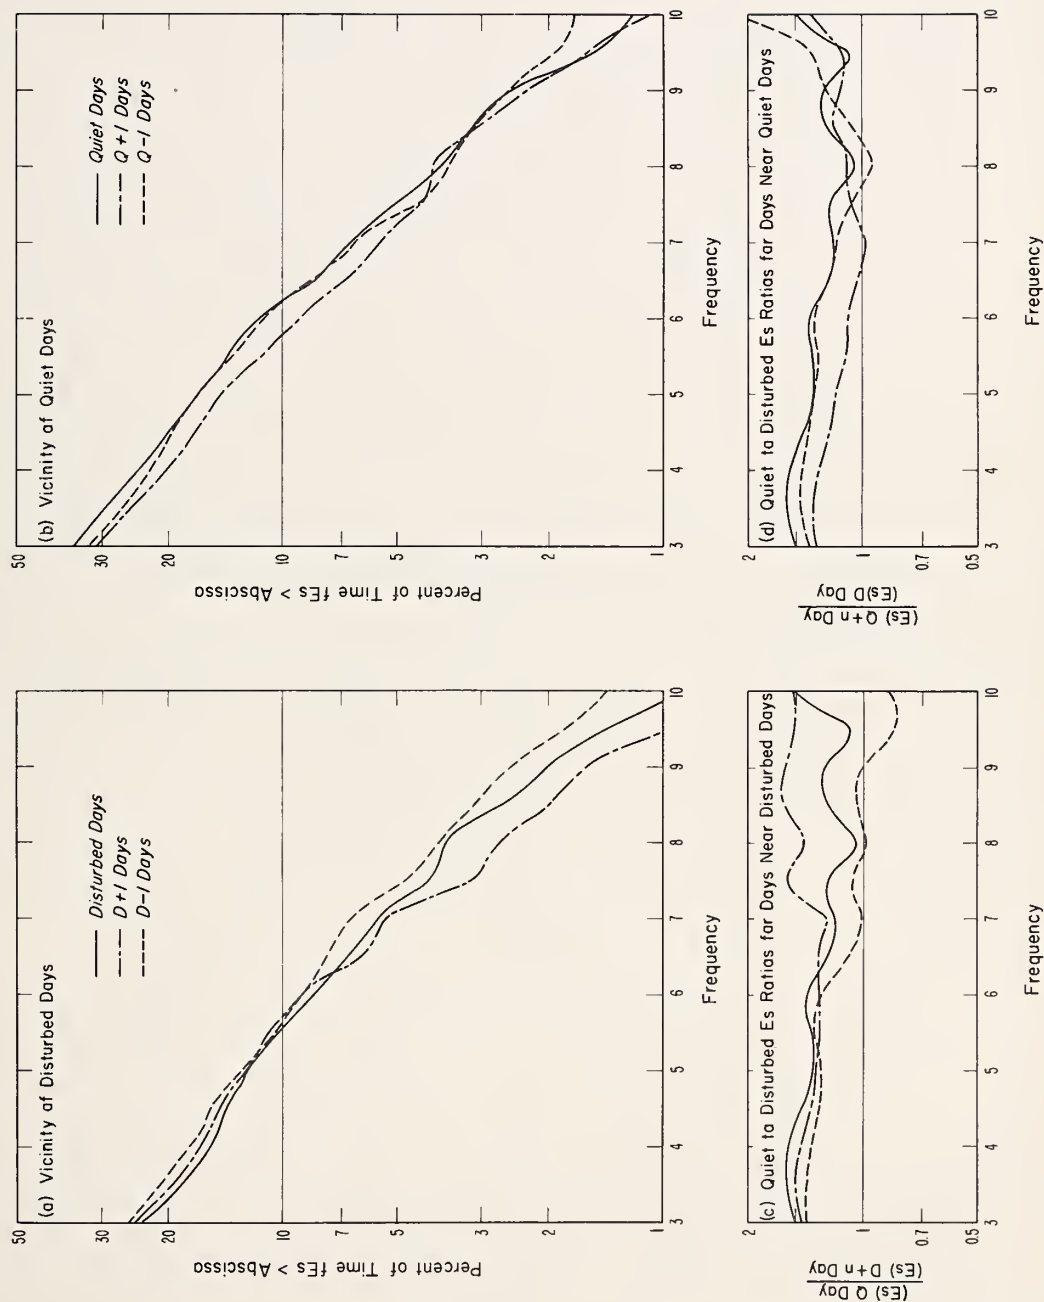 (a) Vicinity of Disturbed Days
Disturbed Days
D+1 Days
D-1 Days
Percent of Time fEs > Abscissa
50
30
20
10
7
5
3
2
1
3 4 5 6 7 8 9 10
Frequency
(b) Vicinity of Quiet Days
Quiet Days
Q+1 Days
Q-1 Days
Percent of Time fEs > Abscissa
50
30
20
10
7
5
3
2
1
3 4 5 6 7 8 9 10
Frequency
(c) Quiet to Disturbed Es Ratios for Days Near Disturbed Days
(Es) Q Day
(Es) D+n Day
2
1
0.7
0.5
3 4 5 6 7 8 9 10
Frequency
(d) Quiet to Disturbed Es Ratios for Days Near Quiet Days
(Es) Q+n Day
(Es) D Day
2
1
0.7
0.5
3 4 5 6 7 8 9 10
Frequency